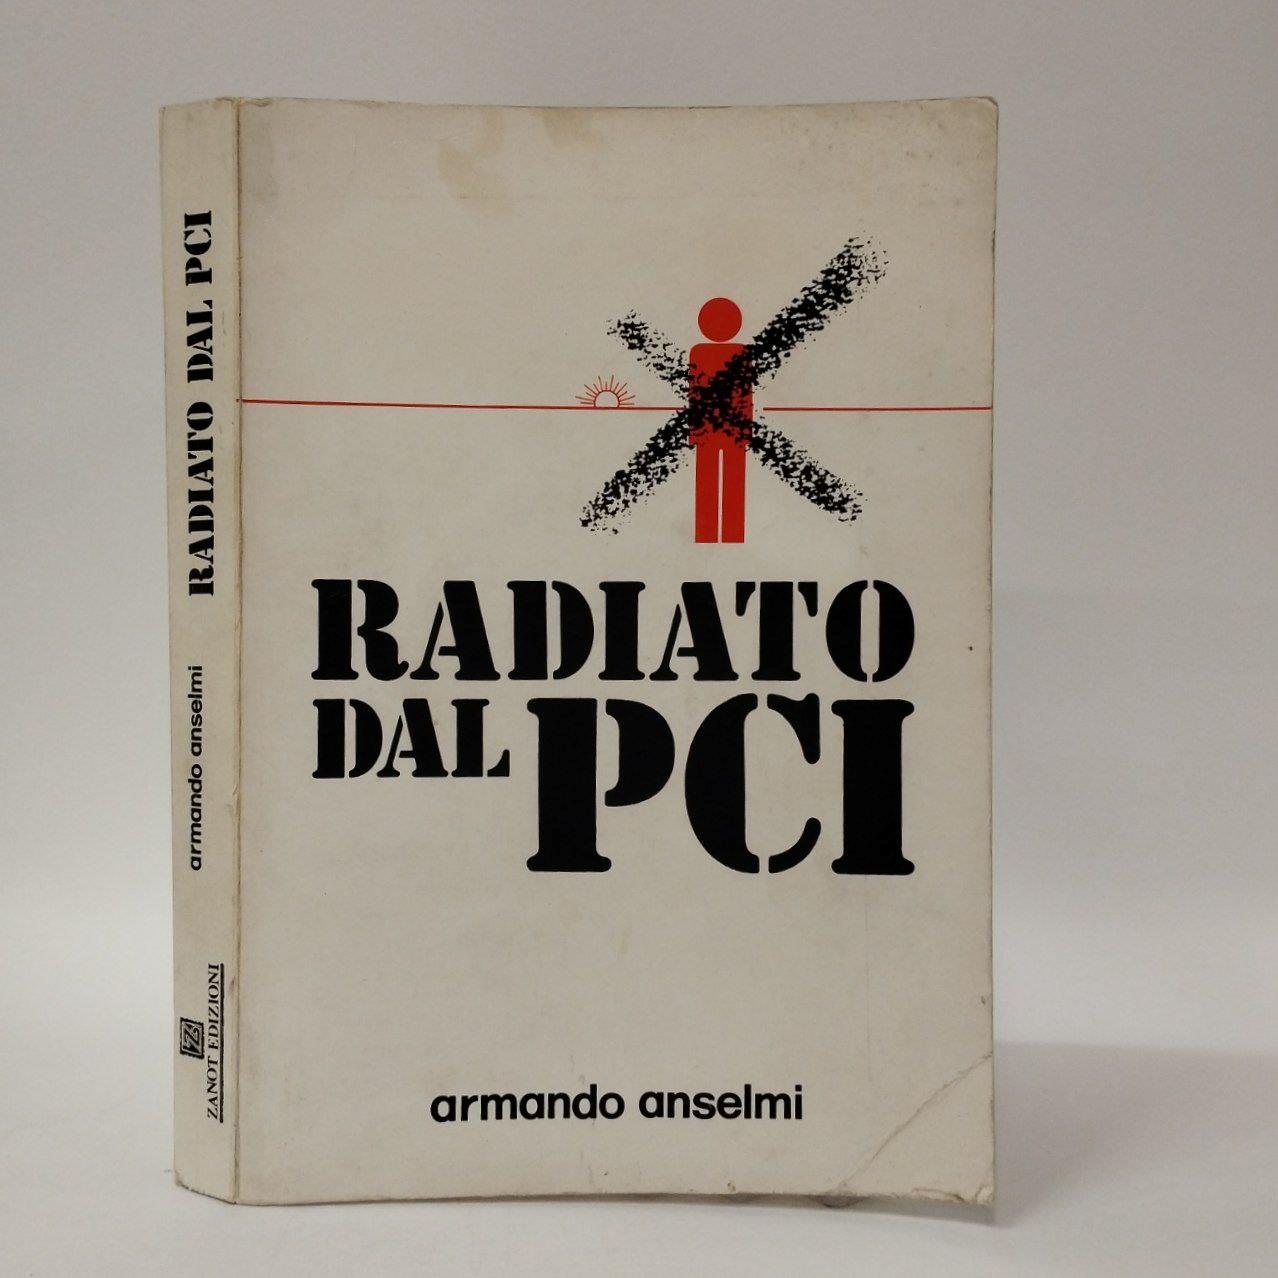 RADIATO DAL PCI
armando anselmi
Z
ZANOT EDIZIONI
RADIATO
DAL PCI
armando anselmi